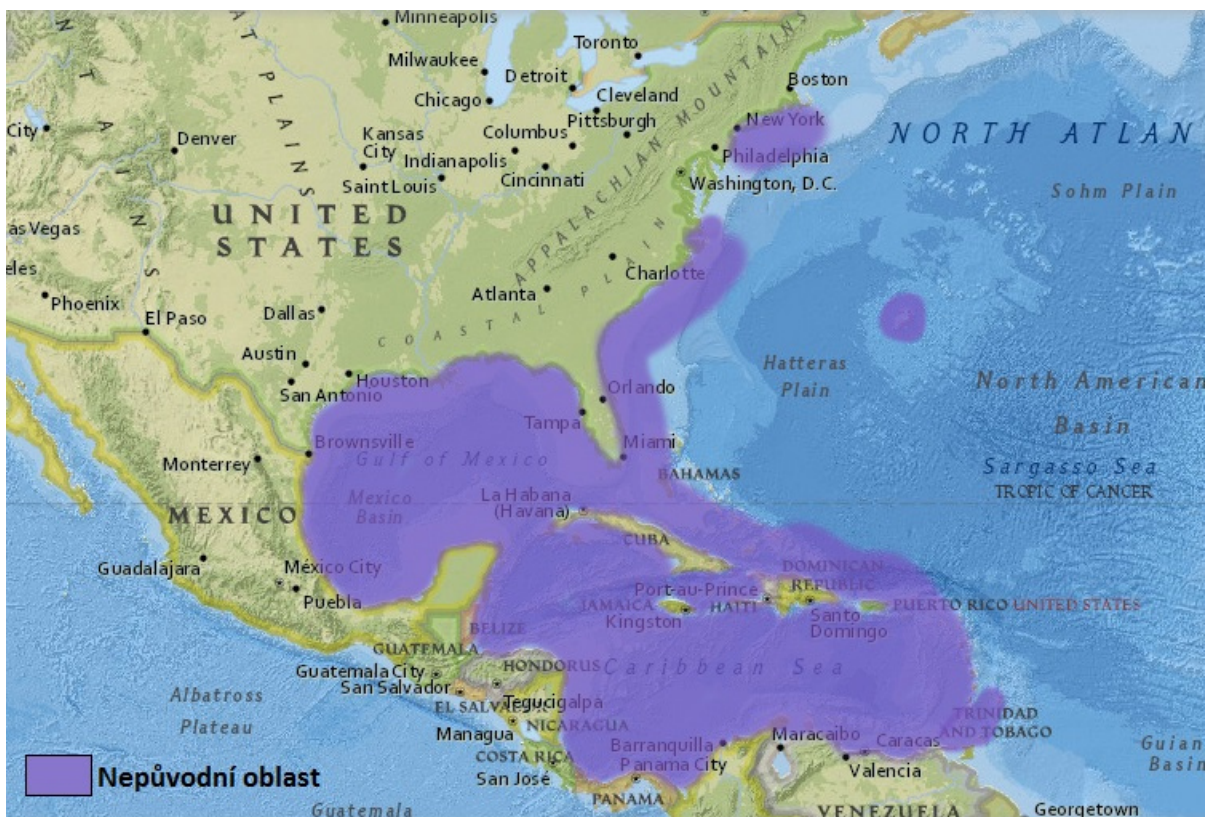 Minneapolis
Toronto
Milwaukee
Detroit
Boston
Chicago
Cleveland
City
Denver
Kansas
City
Columbus
Pittsburgh
New York
NORTH ATLAN
Indianapolis
Philadelphia
Saint Louis
Cincinnati
Washington, D.C.
Sohm Plain
APPALACHIAN MOUNTAINS
UNITED
STATES
as Vegas
eles
Charlotte
Phoenix
Atlanta
El Paso
Dallas
COASTAL PLAIN
Austin
Houston
San Antonio
Orlando
Hatteras
Plain
North American
Basin
Tampa
Brownsville
Miami
Gulf of Mexico
Monterrey
BAHAMAS
Sargasso Sea
TROPIC OF CANCER
La Habana
(Havana)
Mexico
Basin
MEXICO
CUBA
Guadalajara
México City
Puebla
DOMINICAN
REPUBLIC
Port-au-Prince
JAMAICA
HAITI
PUERTO RICO UNITED STATES
Kingston
Santo
Domingo
BELIZE
GUATEMALA
HONDORUS
Caribbean Sea
Guatemala City
San Salvador
Tegucigalpa
EL SALVADOR
NICARAGUA
Albatross
Plateau
Managua
TRINIDAD
AND TOBAGO
COSTA RICA
Barranquilla
Maracaibo
Caracas
Guian
Basin
Nepůvodní oblast
San José
Panama City
Valencia
PANAMA
VENEZUELA
Guatemala
Georgetown